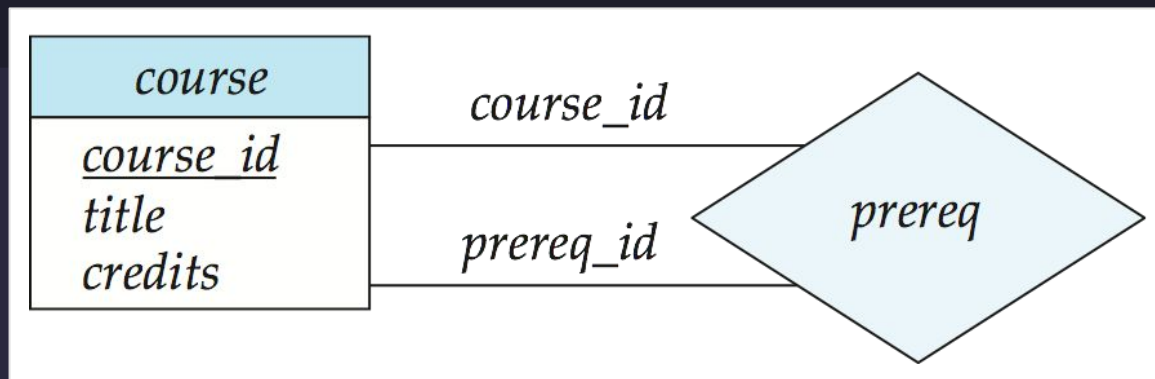 course
course_id
title
credits
course_id
prereq_id
prereq